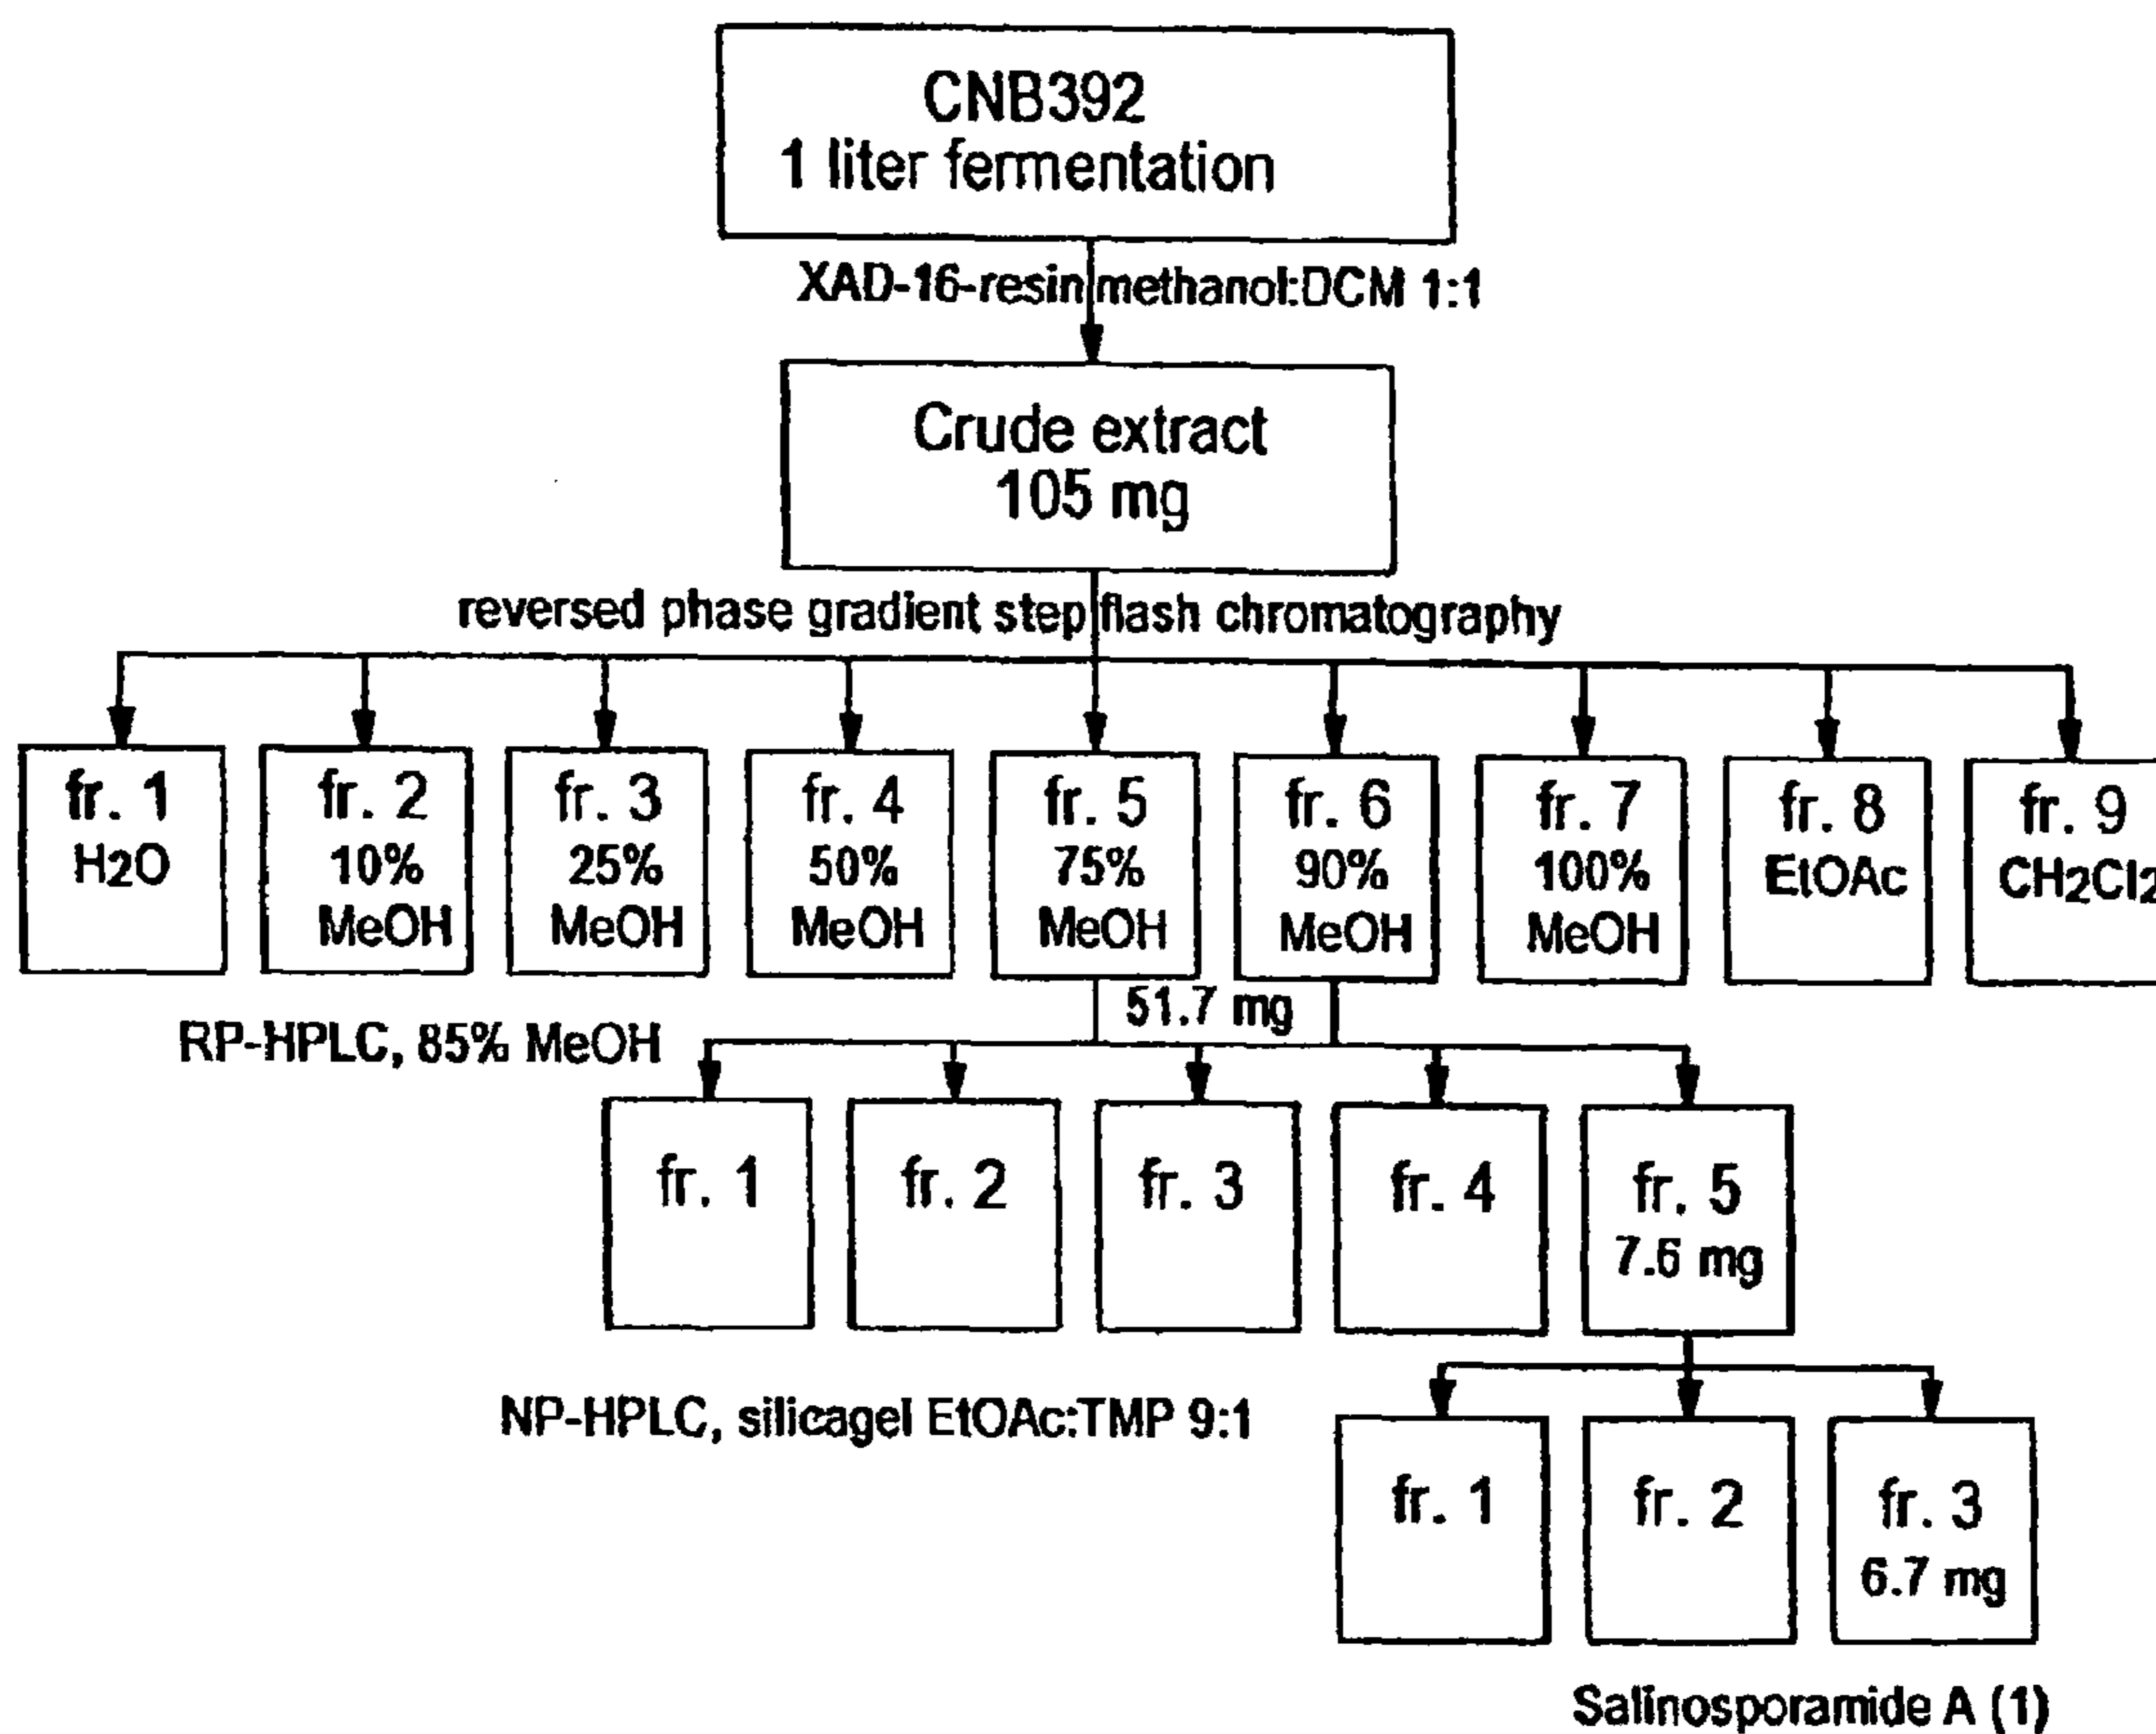 CNB392
1 liter fermentation
XAD-16-resin methanol:DCM 1:1
Crude extract
105 mg
reversed phase gradient step flash chromatography
fr. 1
H2O
fr. 2
10%
MeOH
fr. 3
25%
MeOH
fr. 4
50%
MeOH
fr. 5
75%
MeOH
fr. 6
90%
MeOH
fr. 7
100%
MeOH
fr. 8
EtOAc
fr. 9
CH2Cl2
51.7 mg
RP-HPLC, 85% MeOH
fr. 1
fr. 2
fr. 3
fr. 4
fr. 5
7.6 mg
NP-HPLC, silicagel EtOAc:TMP 9:1
fr. 1
fr. 2
fr. 3
6.7 mg
Salinosporamide A (1)